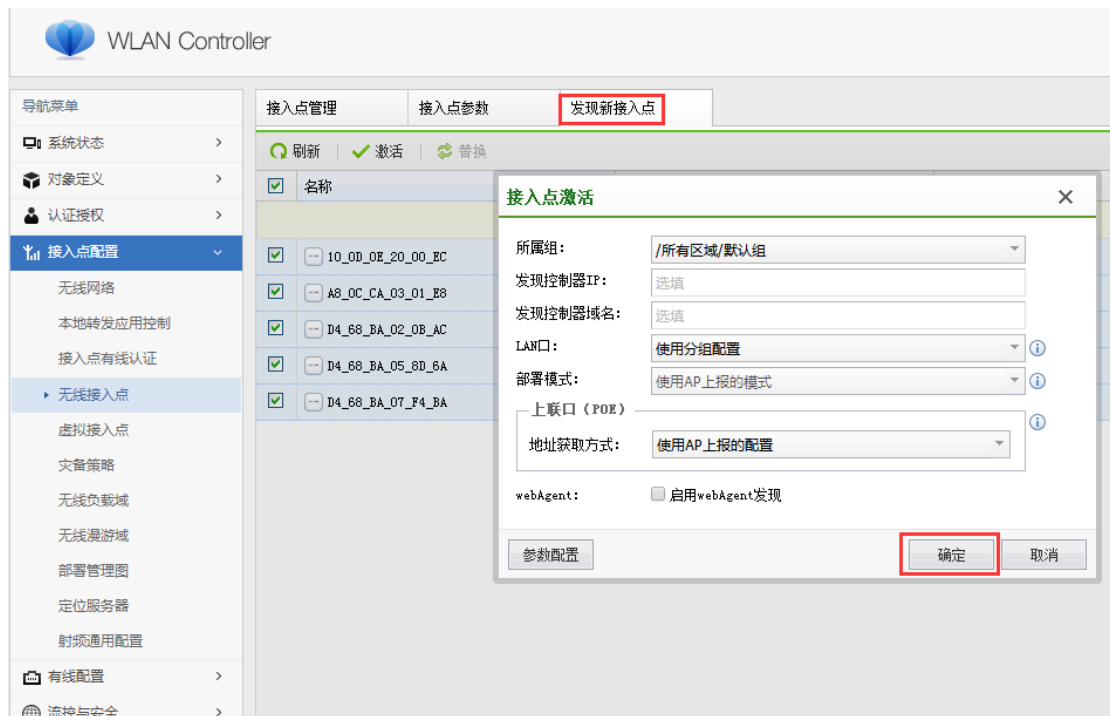 WLAN Controller
导航菜单
系统状态
对象定义
认证授权
接入点配置
无线网络
本地转发应用控制
接入点有线认证
无线接入点
虚拟接入点
灾备策略
无线负载域
无线漫游域
部署管理图
定位服务器
射频通用配置
有线配置
流控与安全
接入点管理 接入点参数 发现新接入点
刷新 激活 替换
名称
10_0D_0E_20_00_EC
A8_0C_CA_03_01_E8
D4_68_BA_02_0B_AC
D4_68_BA_05_8D_6A
D4_68_BA_07_F4_BA
接入点激活
所属组: /所有区域/默认组
发现控制器IP: 选填
发现控制器域名: 选填
LAN口: 使用分组配置
部署模式: 使用AP上报的模式
上联口 (POE)
地址获取方式: 使用AP上报的配置
webAgent: 启用webAgent发现
参数配置 确定 取消